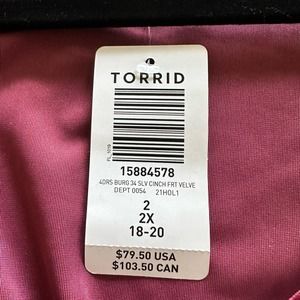 TORRID
FL_1019
15884578
4DRS BURG 34 SLV CINCH FRT VELVE
DEPT 0054 21HOL1
2
2X
18-20
$79.50 USA
$103.50 CAN